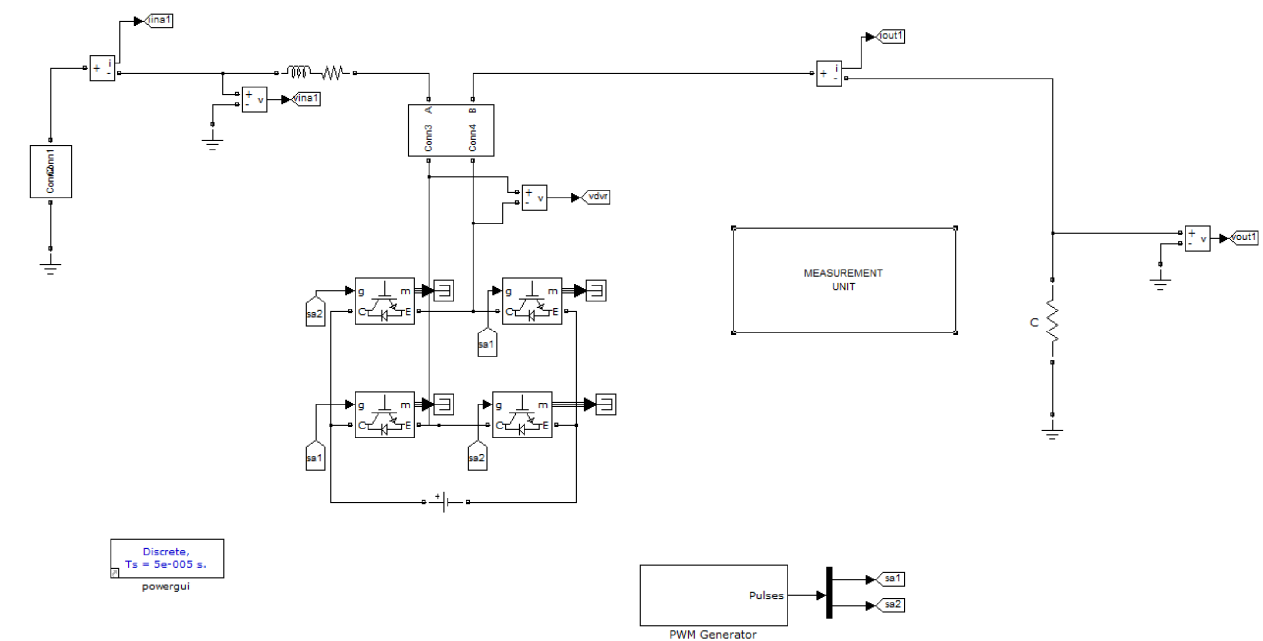 iina1
i
+
-
+
-
v
vina1
A
B
Conn3
Conn4
Conn1
+
-
v
vdvr
iout1
i
+
-
+
-
v
vout1
MEASUREMENT
UNIT
C
g
m
C
E
sa2
g
m
C
E
sa1
g
m
C
E
sa1
g
m
C
E
sa2
+
Discrete,
Ts = 5e-005 s.
powergui
Pulses
PWM Generator
sa1
sa2